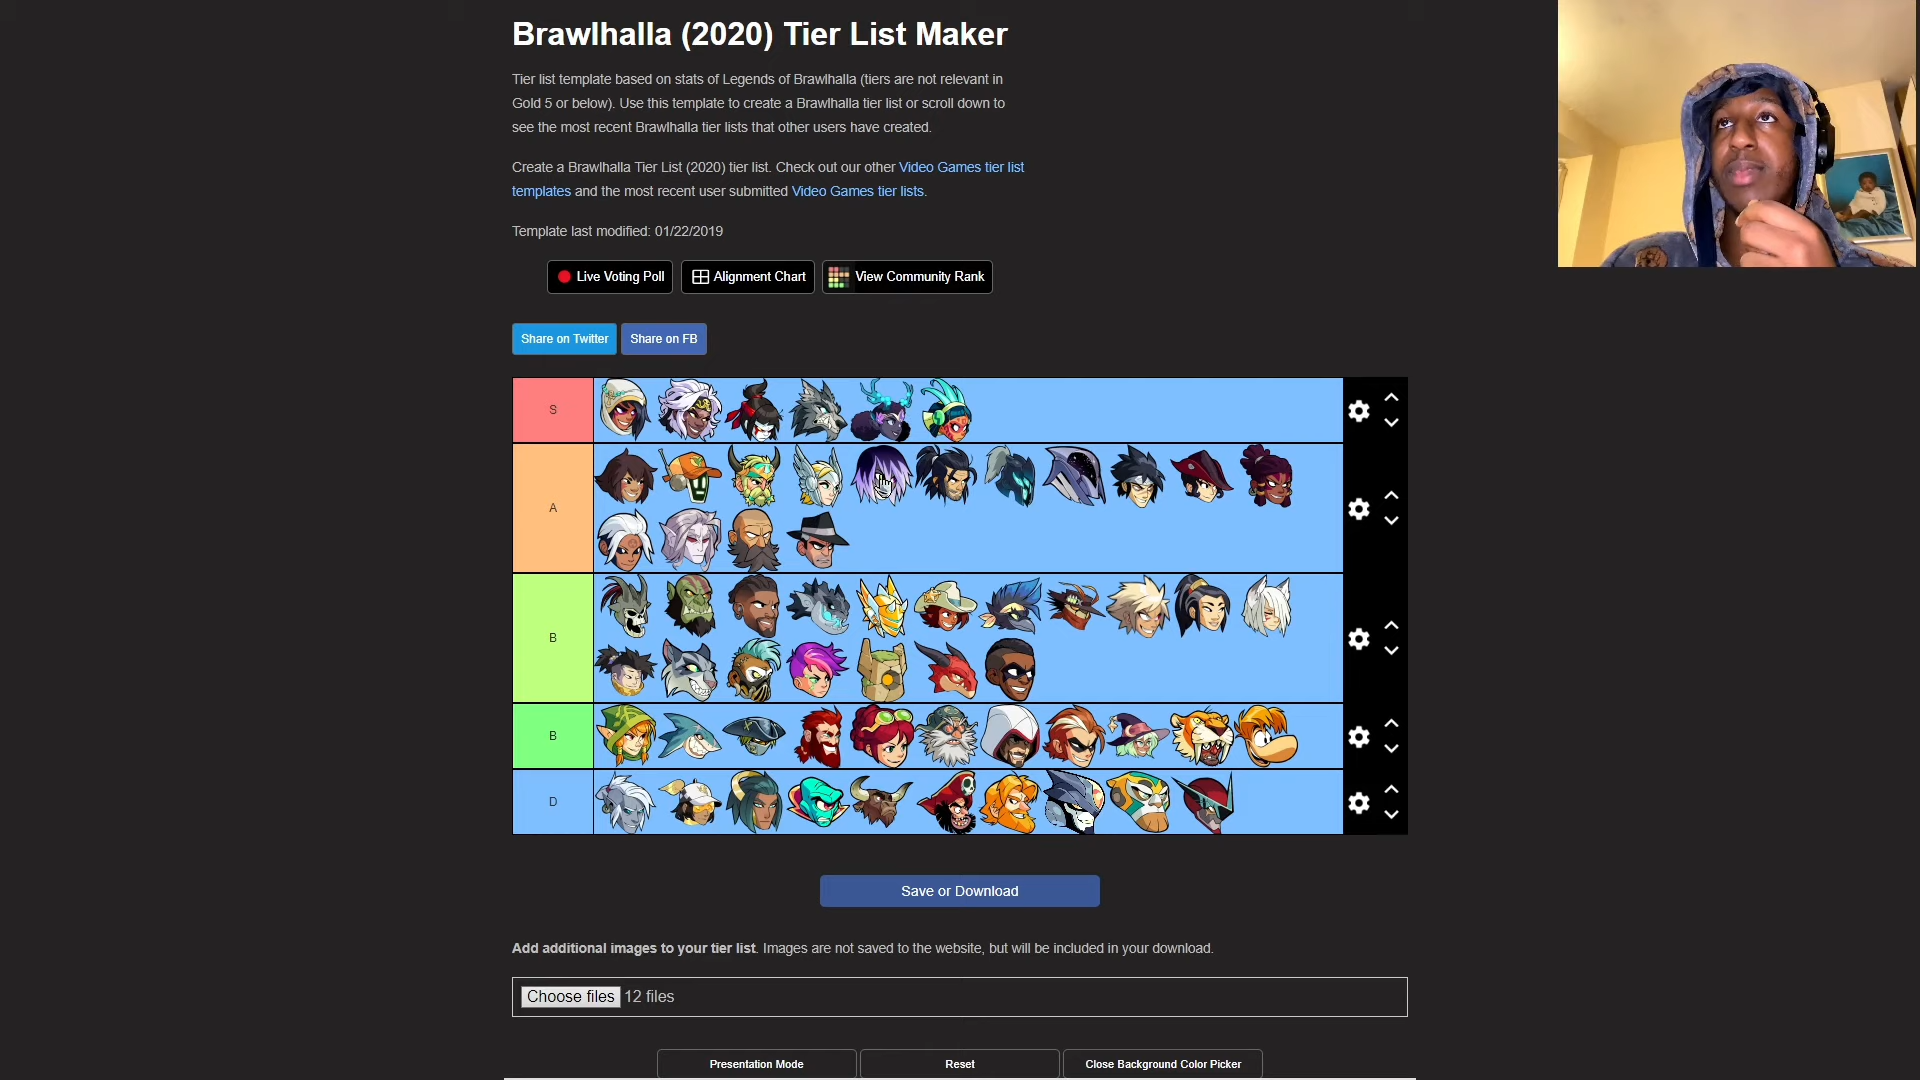 Brawlhalla (2020) Tier List Maker
Tier list template based on stats of Legends of Brawlhalla (tiers are not relevant in
Gold 5 or below). Use this template to create a Brawlhalla tier list or scroll down to
see the most recent Brawlhalla tier lists that other users have created.
Create a Brawlhalla Tier List (2020) tier list. Check out our other Video Games tier list
templates and the most recent user submitted Video Games tier lists.
Template last modified: 01/22/2019
Live Voting Poll Alignment Chart View Community Rank
Share on Twitter Share on FB
S
A
B
B
D
Save or Download
Add additional images to your tier list. Images are not saved to the website, but will be included in your download.
Choose files 12 files
Presentation Mode Reset Close Background Color Picker